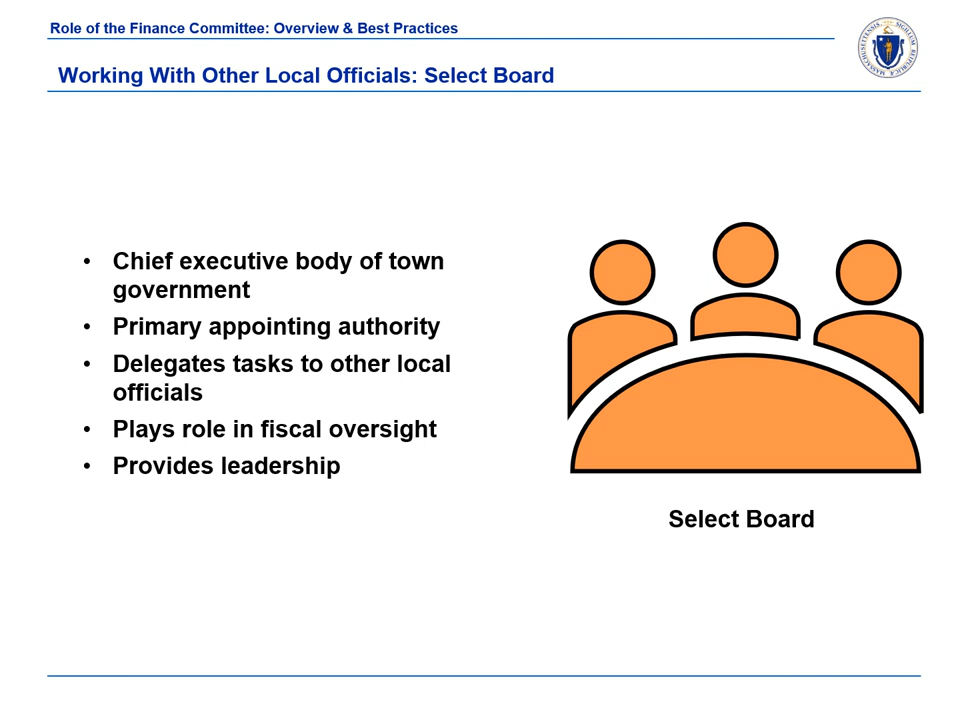 Role of the Finance Committee: Overview & Best Practices
Working With Other Local Officials: Select Board
• Chief executive body of town
government
• Primary appointing authority
• Delegates tasks to other local
officials
• Plays role in fiscal oversight
• Provides leadership
Select Board